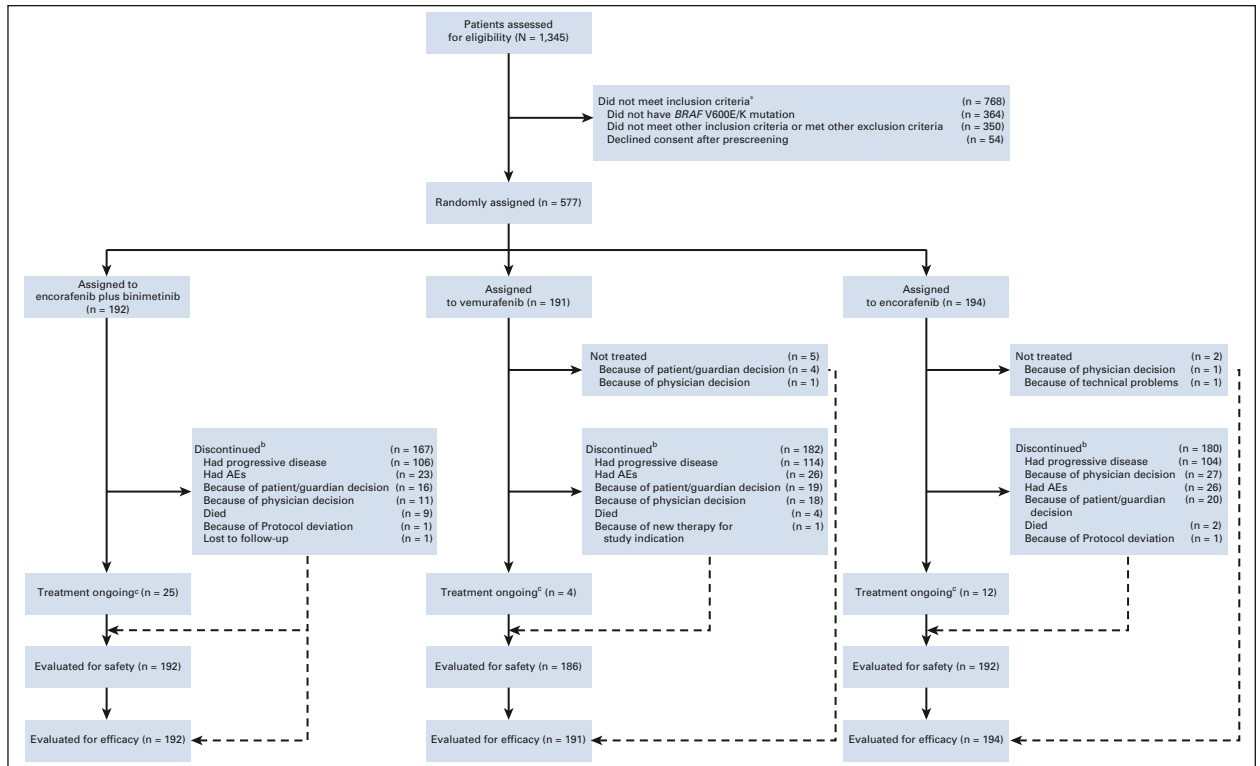 Patients assessed
for eligibility (N = 1,345)
Did not meet inclusion criteriaᵃ (n = 768)
Did not have BRAF V600E/K mutation (n = 364)
Did not meet other inclusion criteria or met other exclusion criteria (n = 350)
Declined consent after prescreening (n = 54)
Randomly assigned (n = 577)
Assigned to
encorafenib plus binimetinib
(n = 192)
Assigned
to vemurafenib (n = 191)
Assigned
to encorafenib (n = 194)
Not treated (n = 5)
Because of patient/guardian decision (n = 4)
Because of physician decision (n = 1)
Not treated (n = 2)
Because of physician decision (n = 1)
Because of technical problems (n = 1)
Discontinuedᵇ (n = 167)
Had progressive disease (n = 106)
Had AEs (n = 23)
Because of patient/guardian decision (n = 16)
Because of physician decision (n = 11)
Died (n = 9)
Because of Protocol deviation (n = 1)
Lost to follow-up (n = 1)
Discontinuedᵇ (n = 182)
Had progressive disease (n = 114)
Had AEs (n = 26)
Because of patient/guardian decision (n = 19)
Because of physician decision (n = 18)
Died (n = 4)
Because of new therapy for (n = 1)
study indication
Discontinuedᵇ (n = 180)
Had progressive disease (n = 104)
Because of physician decision (n = 27)
Had AEs (n = 26)
Because of patient/guardian (n = 20)
decision
Died (n = 2)
Because of Protocol deviation (n = 1)
Treatment ongoingᶜ (n = 25)
Treatment ongoingᶜ (n = 4)
Treatment ongoingᶜ (n = 12)
Evaluated for safety (n = 192)
Evaluated for safety (n = 186)
Evaluated for safety (n = 192)
Evaluated for efficacy (n = 192)
Evaluated for efficacy (n = 191)
Evaluated for efficacy (n = 194)